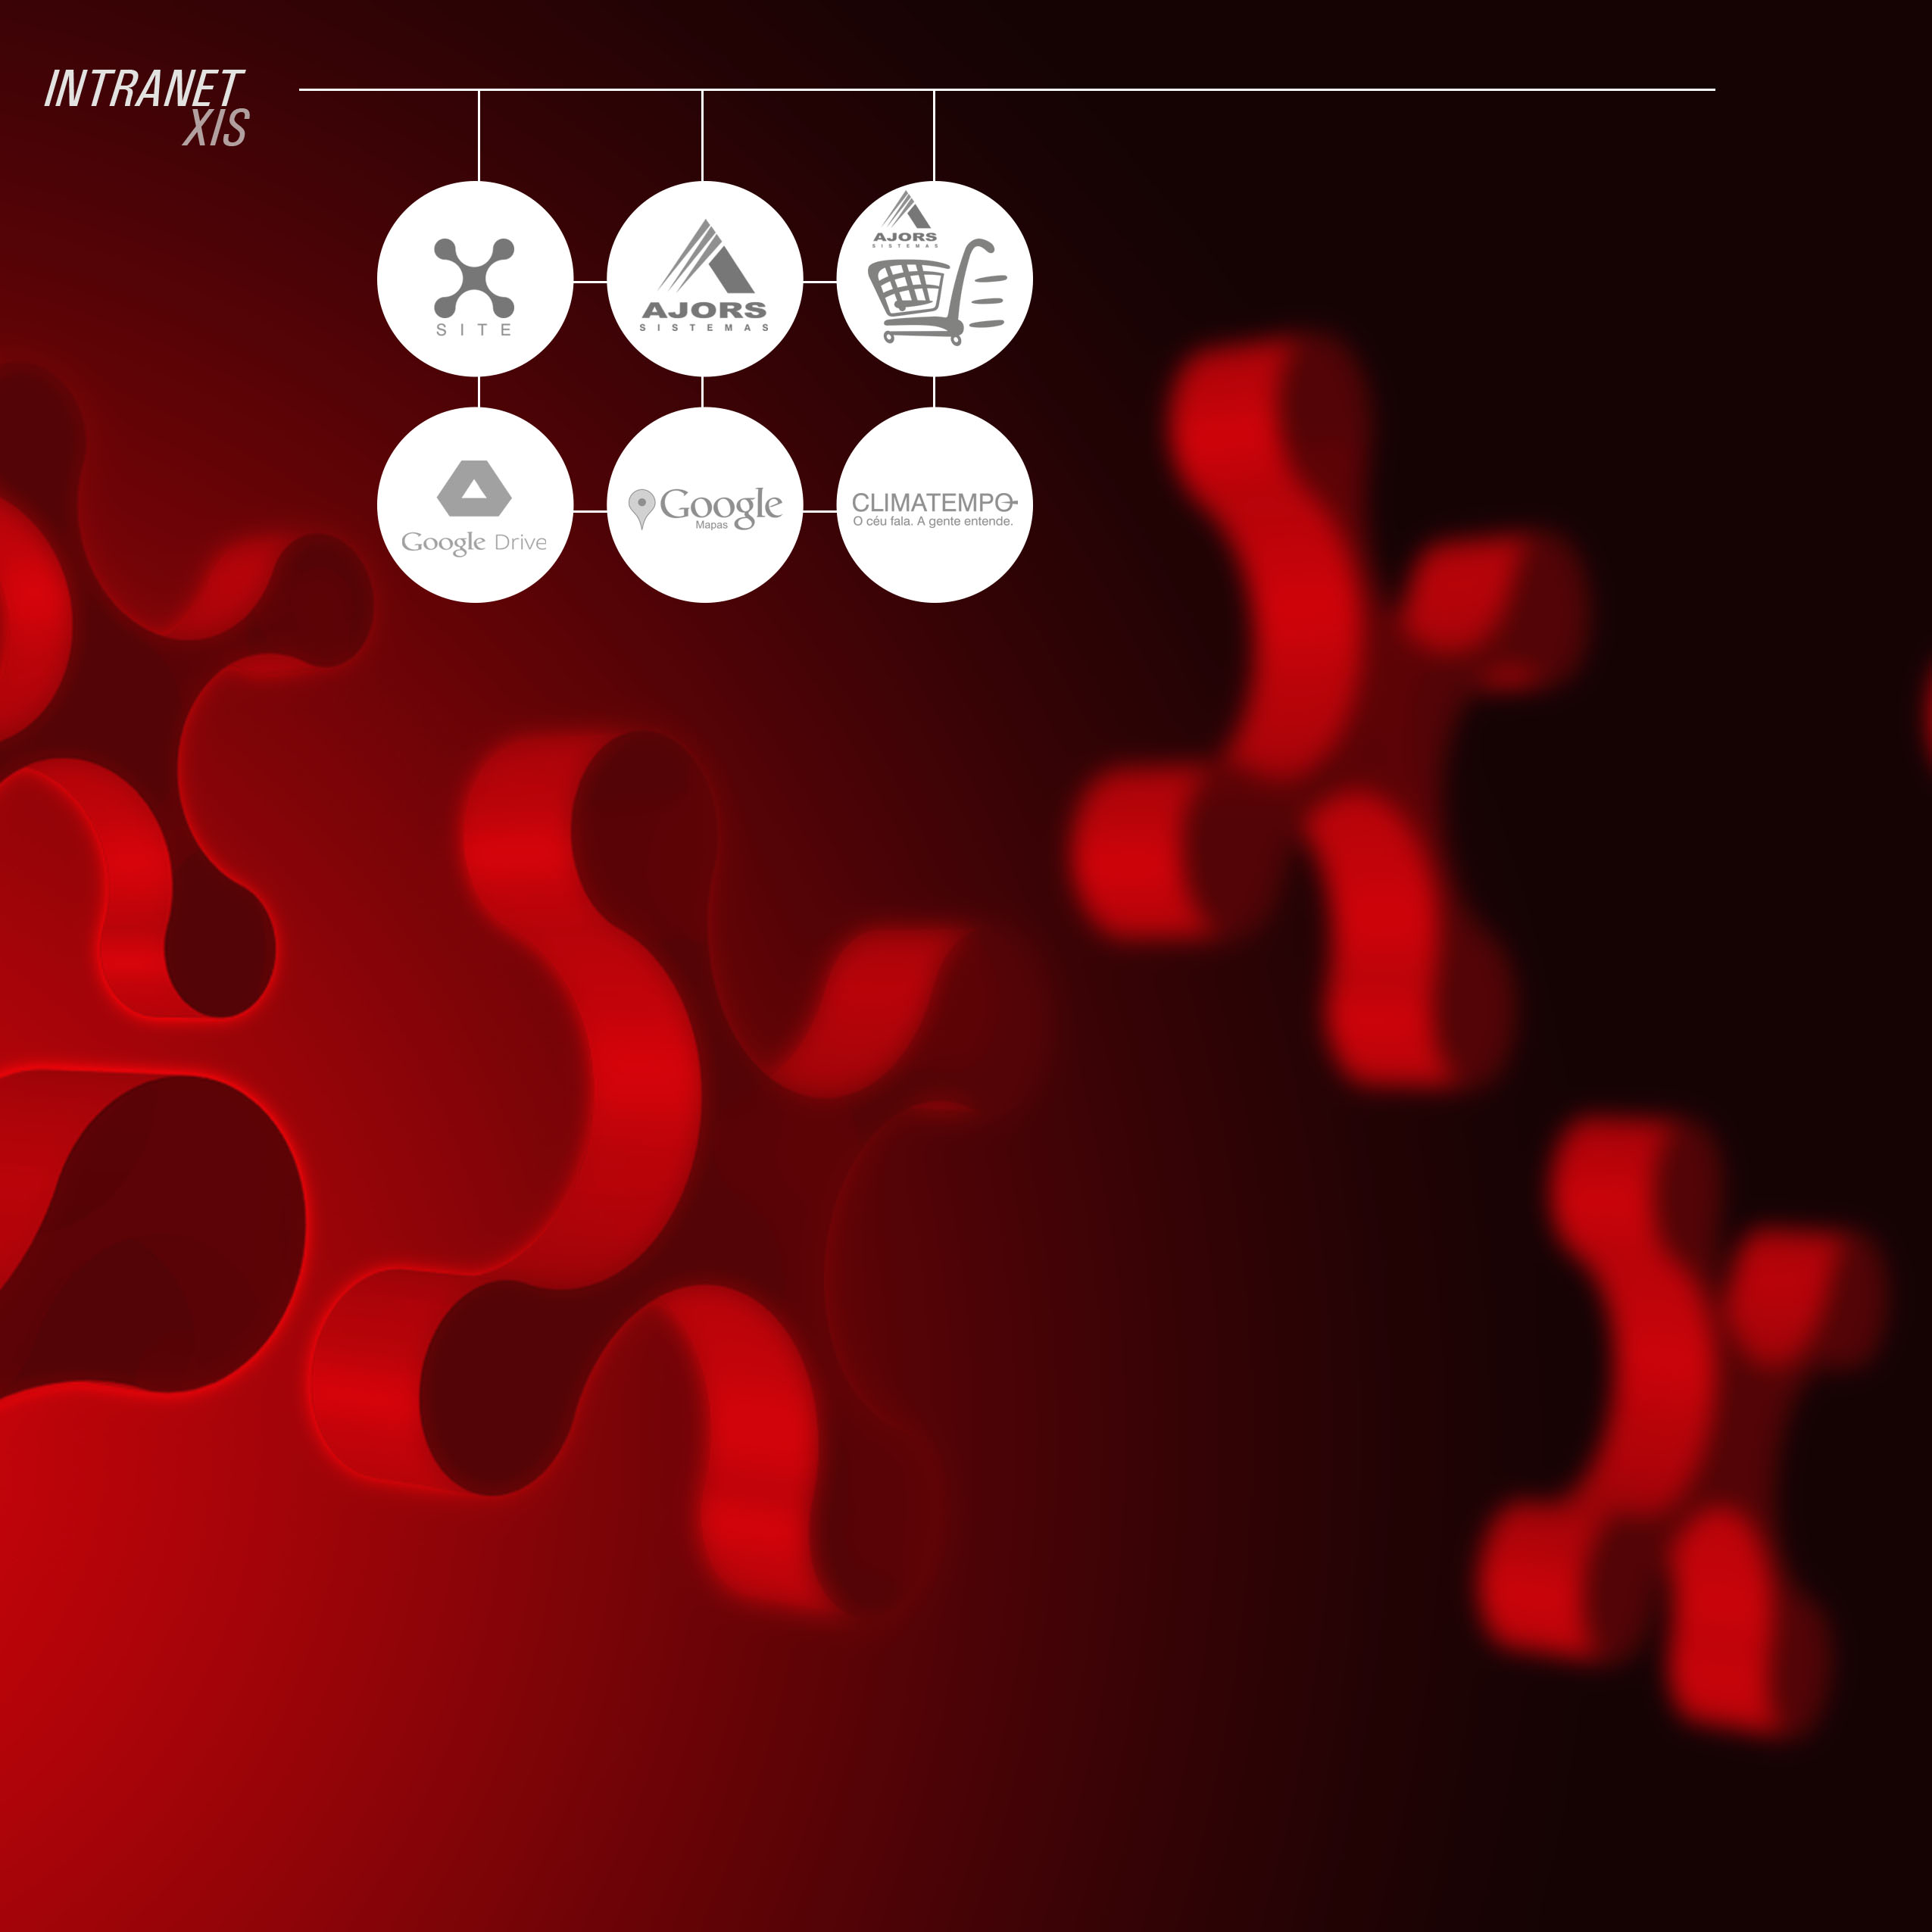 INTRANET
XIS
SITE
AJORS
SISTEMAS
AJORS
SISTEMAS
Google Drive
Google
Mapas
CLIMATEMPO
O céu fala. A gente entende.